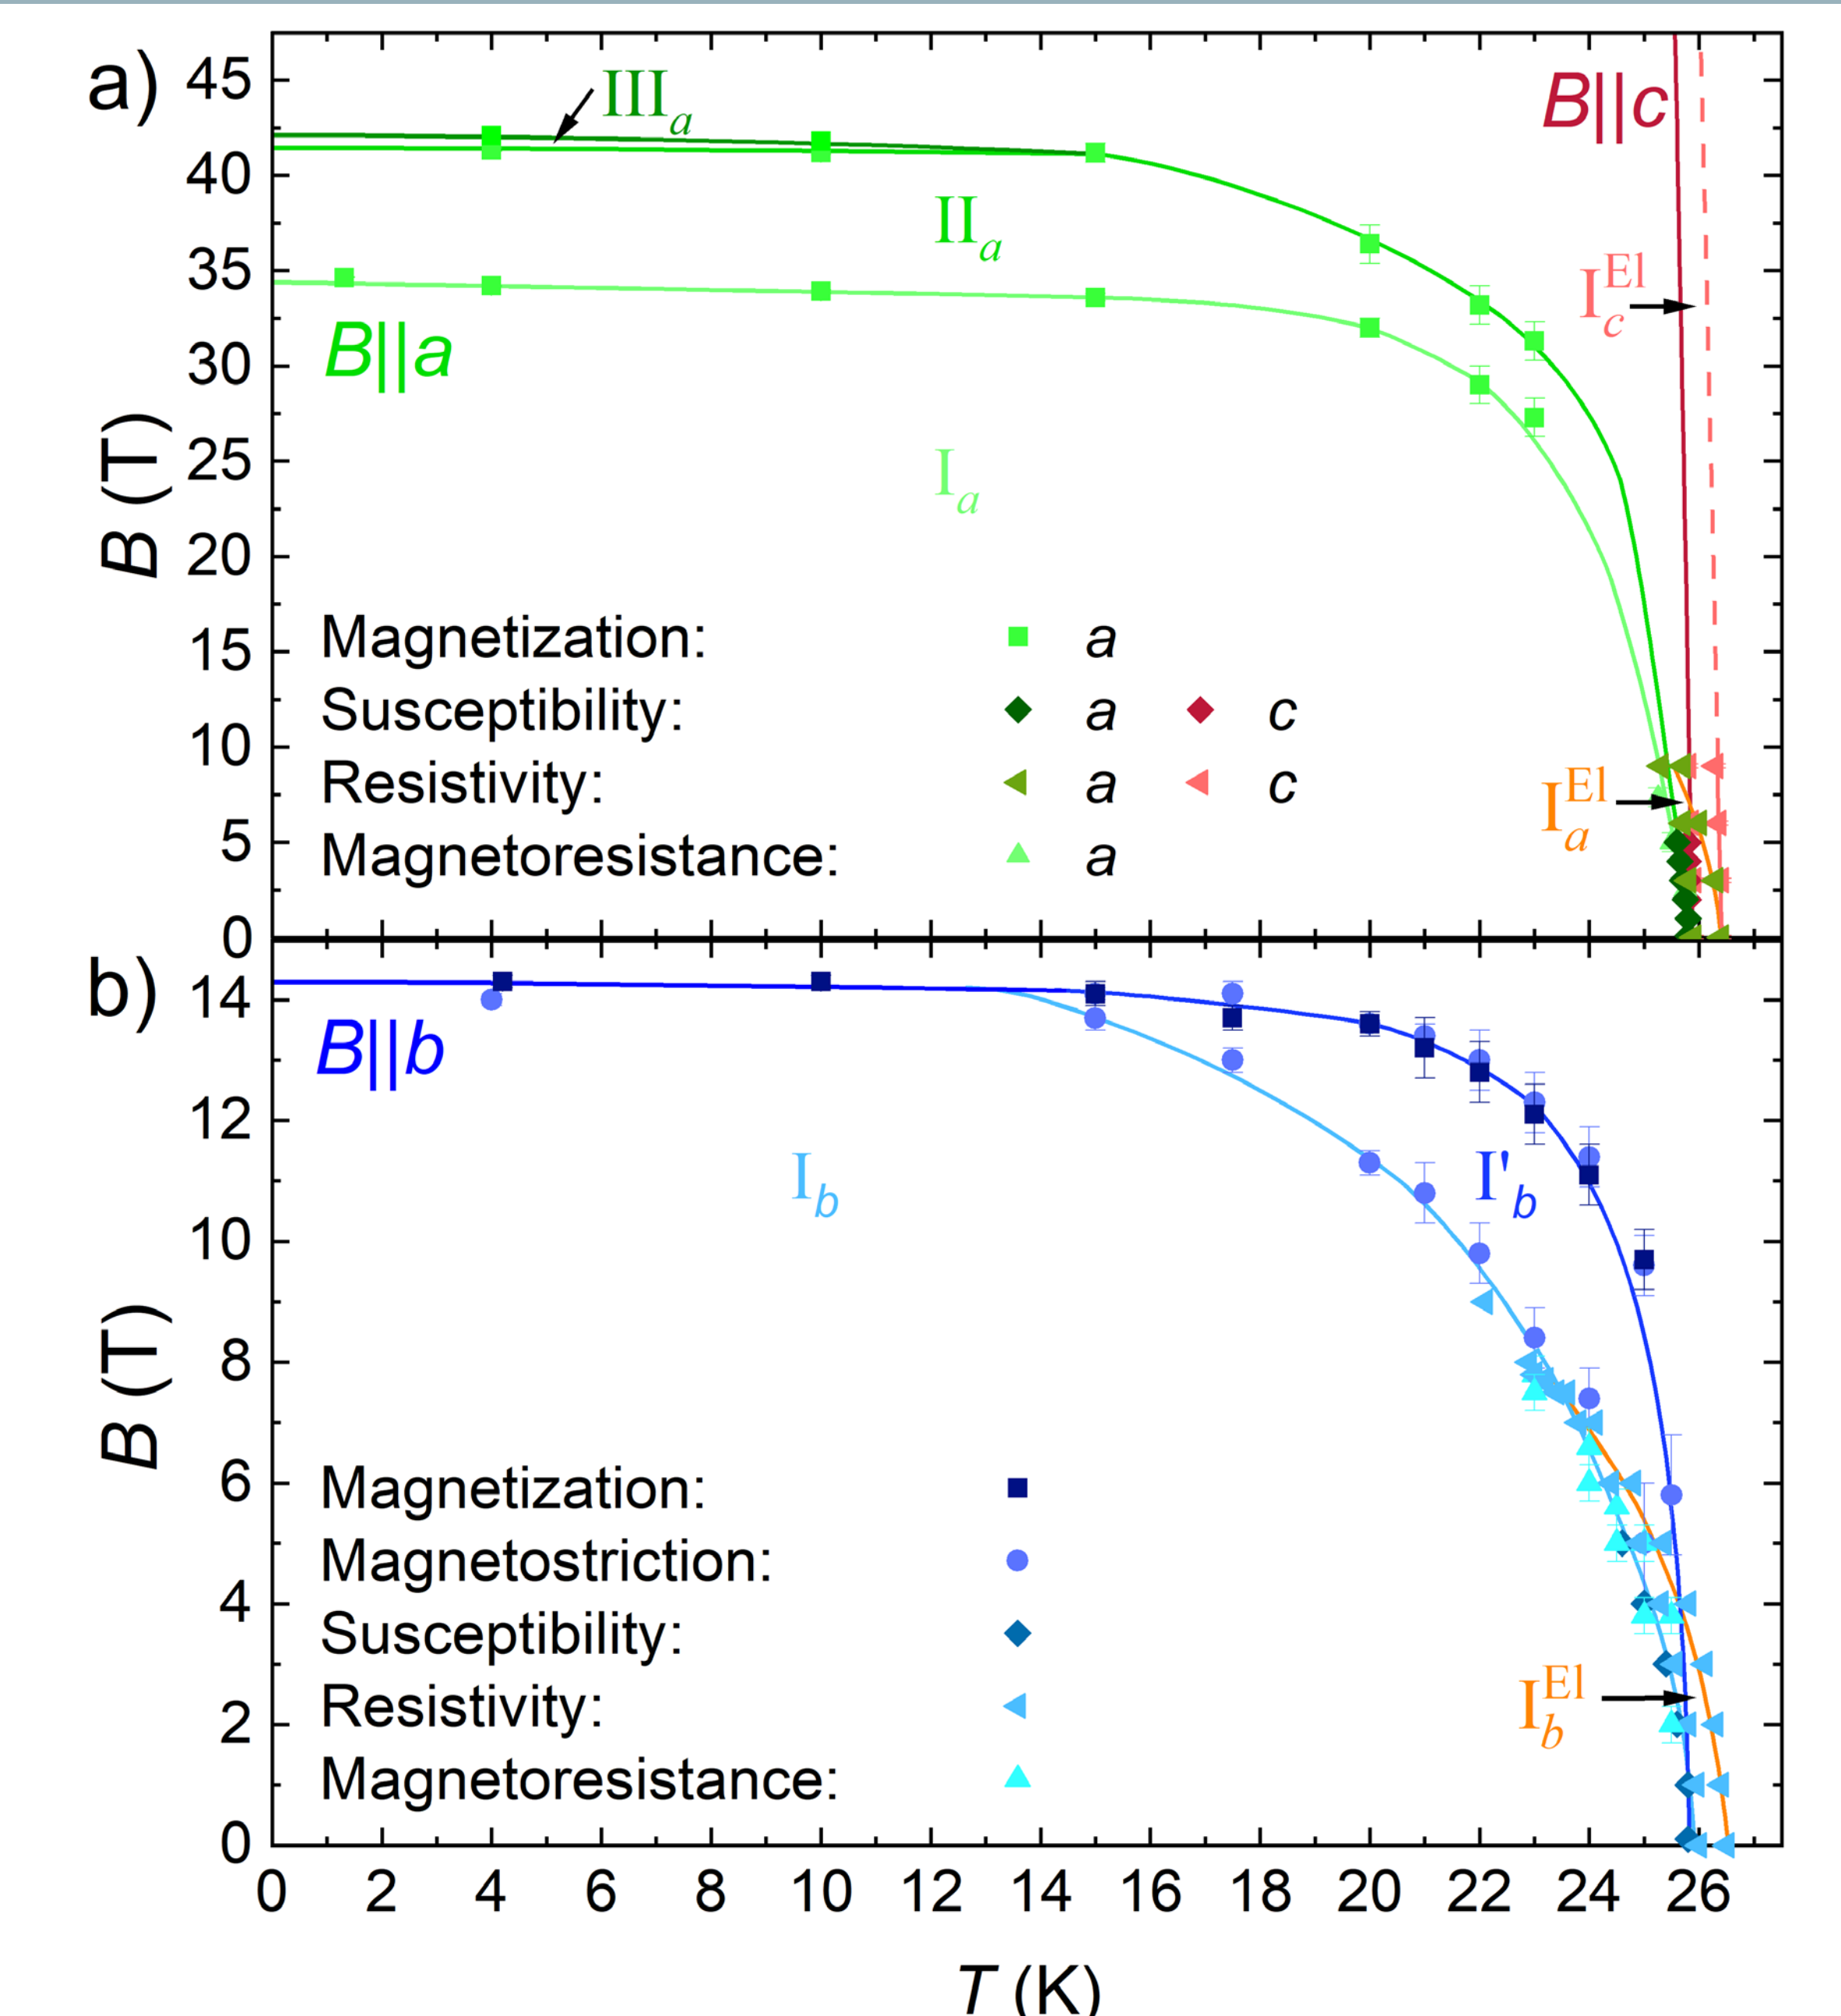 a)
45
40
35
30
25
20
15
10
5
0
B (T)
III_a
II_a
I_a
B||a
B||c
I_c^El
I_a^El
Magnetization: a
Susceptibility: a c
Resistivity: a c
Magnetoresistance: a
b)
14
12
10
8
6
4
2
0
B (T)
B||b
I_b
I'_b
I_b^El
Magnetization:
Magnetostriction:
Susceptibility:
Resistivity:
Magnetoresistance:
0 2 4 6 8 10 12 14 16 18 20 22 24 26
T (K)